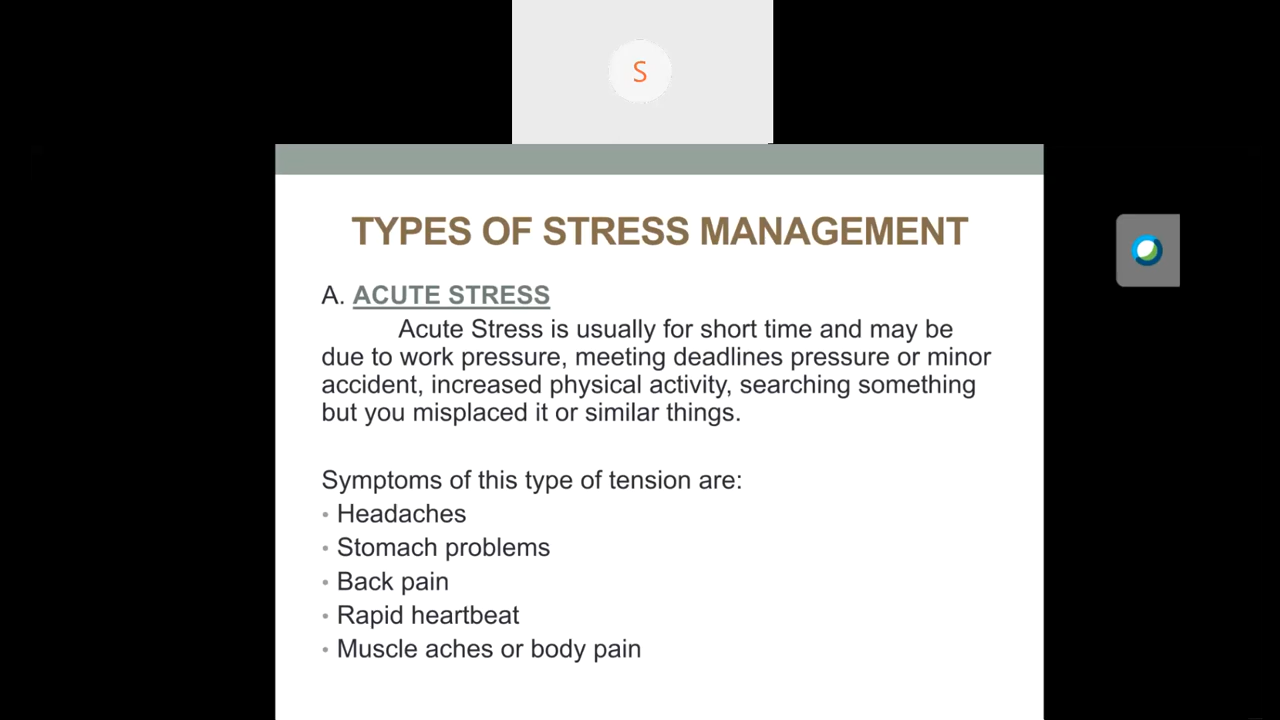 S
TYPES OF STRESS MANAGEMENT
A. ACUTE STRESS
Acute Stress is usually for short time and may be
due to work pressure, meeting deadlines pressure or minor
accident, increased physical activity, searching something
but you misplaced it or similar things.
Symptoms of this type of tension are:
• Headaches
• Stomach problems
• Back pain
• Rapid heartbeat
• Muscle aches or body pain